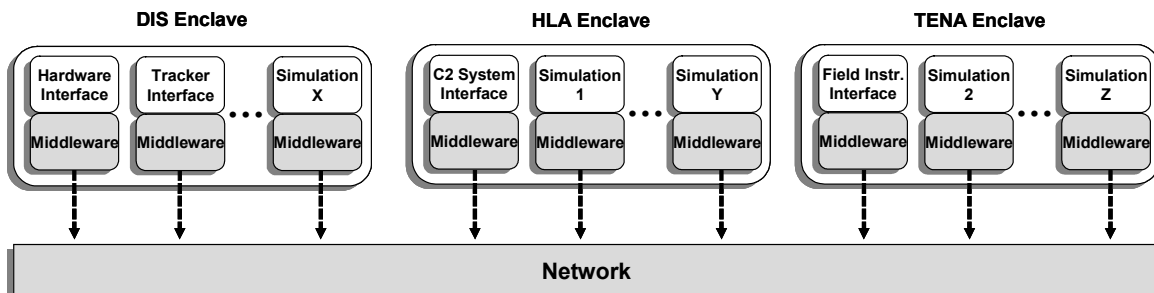 DIS Enclave
HLA Enclave
TENA Enclave
Hardware
Interface
Tracker
Interface
Simulation
X
C2 System
Interface
Simulation
1
Simulation
Y
Field Instr.
Interface
Simulation
2
Simulation
Z
Middleware
Middleware
Middleware
Middleware
Middleware
Middleware
Middleware
Middleware
Middleware
Network